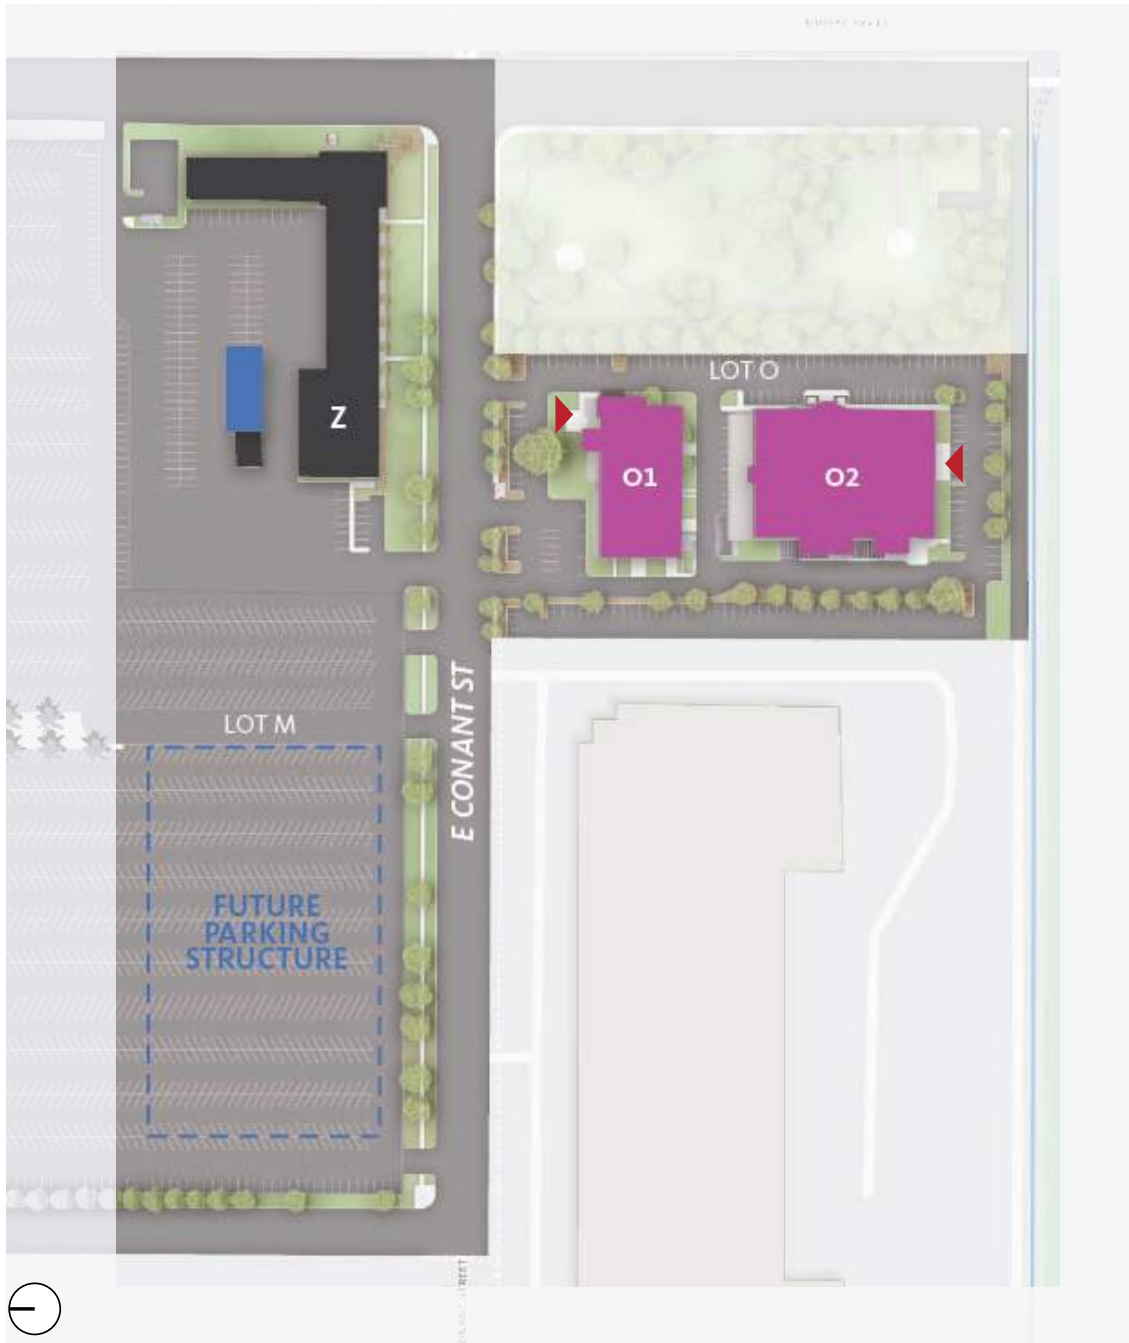 LOT O
Z
O1
O2
E CONANT ST
LOT M
FUTURE
PARKING
STRUCTURE